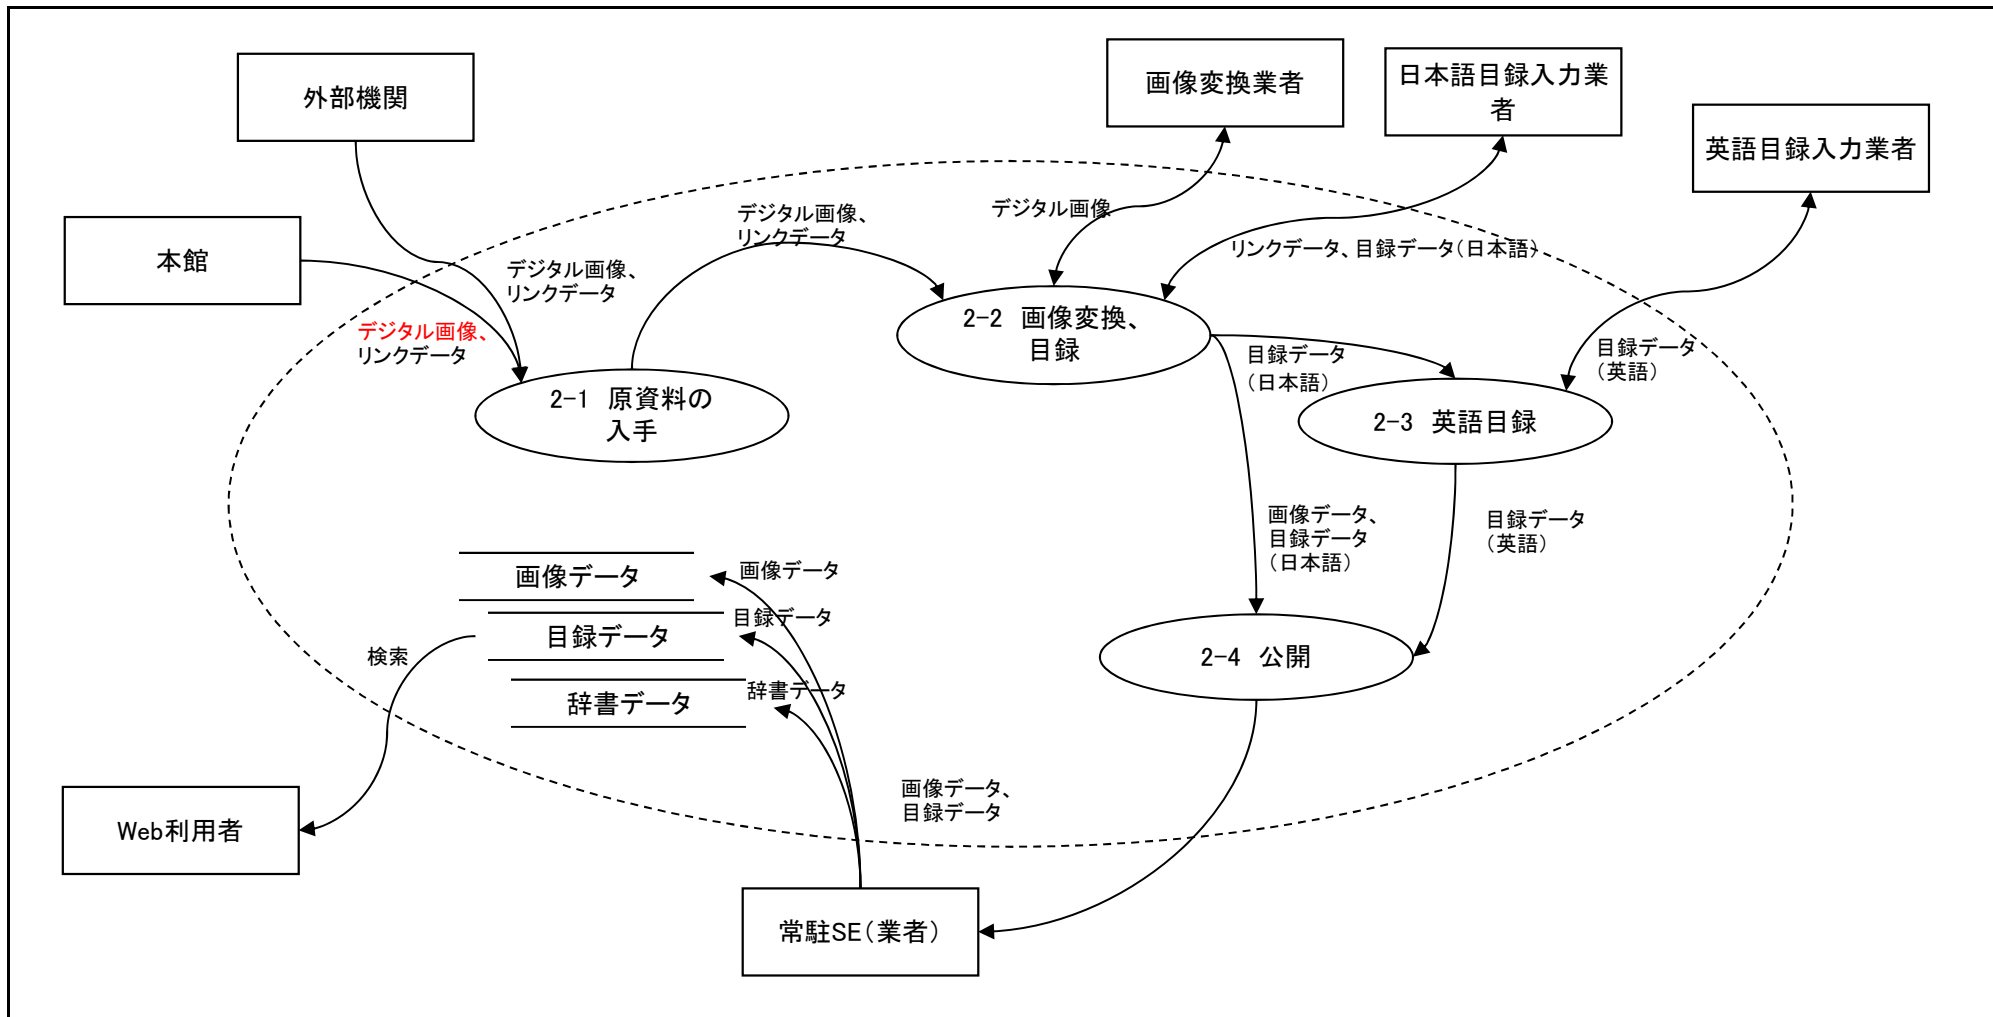 外部機関
画像変換業者
日本語目録入力業
者
英語目録入力業者
本館
デジタル画像、
リンクデータ
デジタル画像、
リンクデータ
デジタル画像、
リンクデータ
デジタル画像
リンクデータ、目録データ(日本語)
2-1 原資料の
入手
2-2 画像変換、
目録
目録データ
(日本語)
目録データ
(英語)
2-3 英語目録
画像データ、
目録データ
(日本語)
目録データ
(英語)
画像データ
画像データ
目録データ
目録データ
辞書データ
辞書データ
検索
2-4 公開
画像データ、
目録データ
Web利用者
常駐SE(業者)